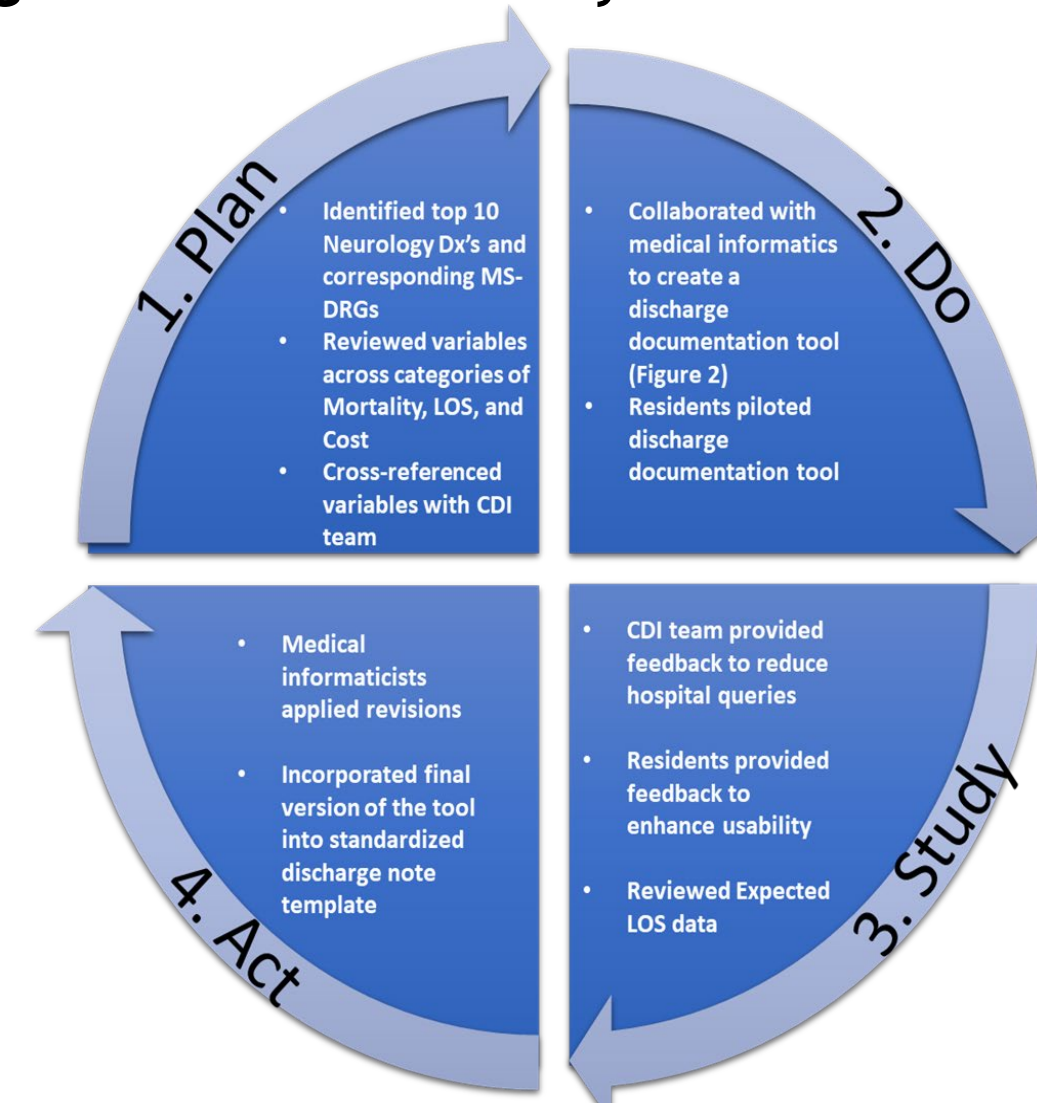 1. Plan
• Identified top 10
Neurology Dx's and
corresponding MS-
DRGs
• Reviewed variables
across categories of
Mortality, LOS, and
Cost
• Cross-referenced
variables with CDI
team
2. Do
• Collaborated with
medical informatics
to create a
discharge
documentation tool
(Figure 2)
• Residents piloted
discharge
documentation tool
3. Study
• CDI team provided
feedback to reduce
hospital queries
• Residents provided
feedback to
enhance usability
• Reviewed Expected
LOS data
4. Act
• Medical
informaticists
applied revisions
• Incorporated final
version of the tool
into standardized
discharge note
template